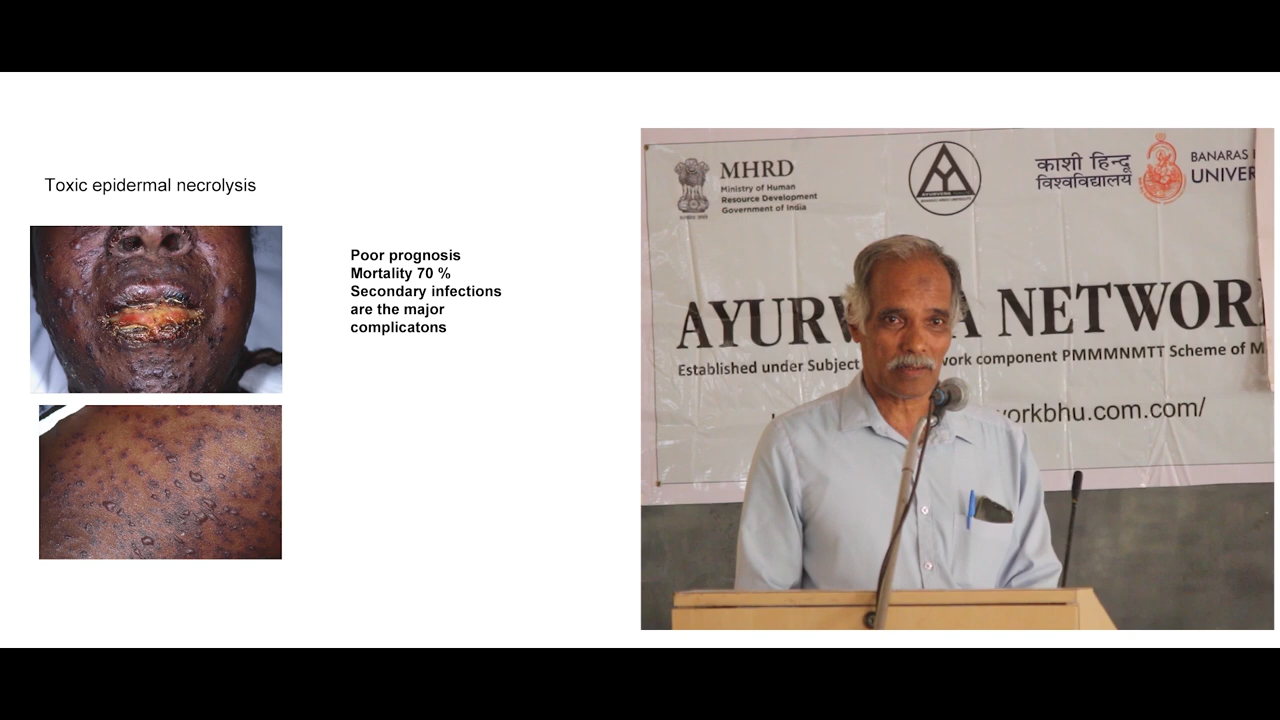 Toxic epidermal necrolysis
Poor prognosis
Mortality 70 %
Secondary infections
are the major
complicatons
MHRD
Ministry of Human
Resource Development
Government of India
काशी हिन्दू
विश्वविद्यालय
BANARAS
UNIVER
AYURV A NETWOR
Established under Subject work component PMMMNMTT Scheme of M
workbhu.com.com/